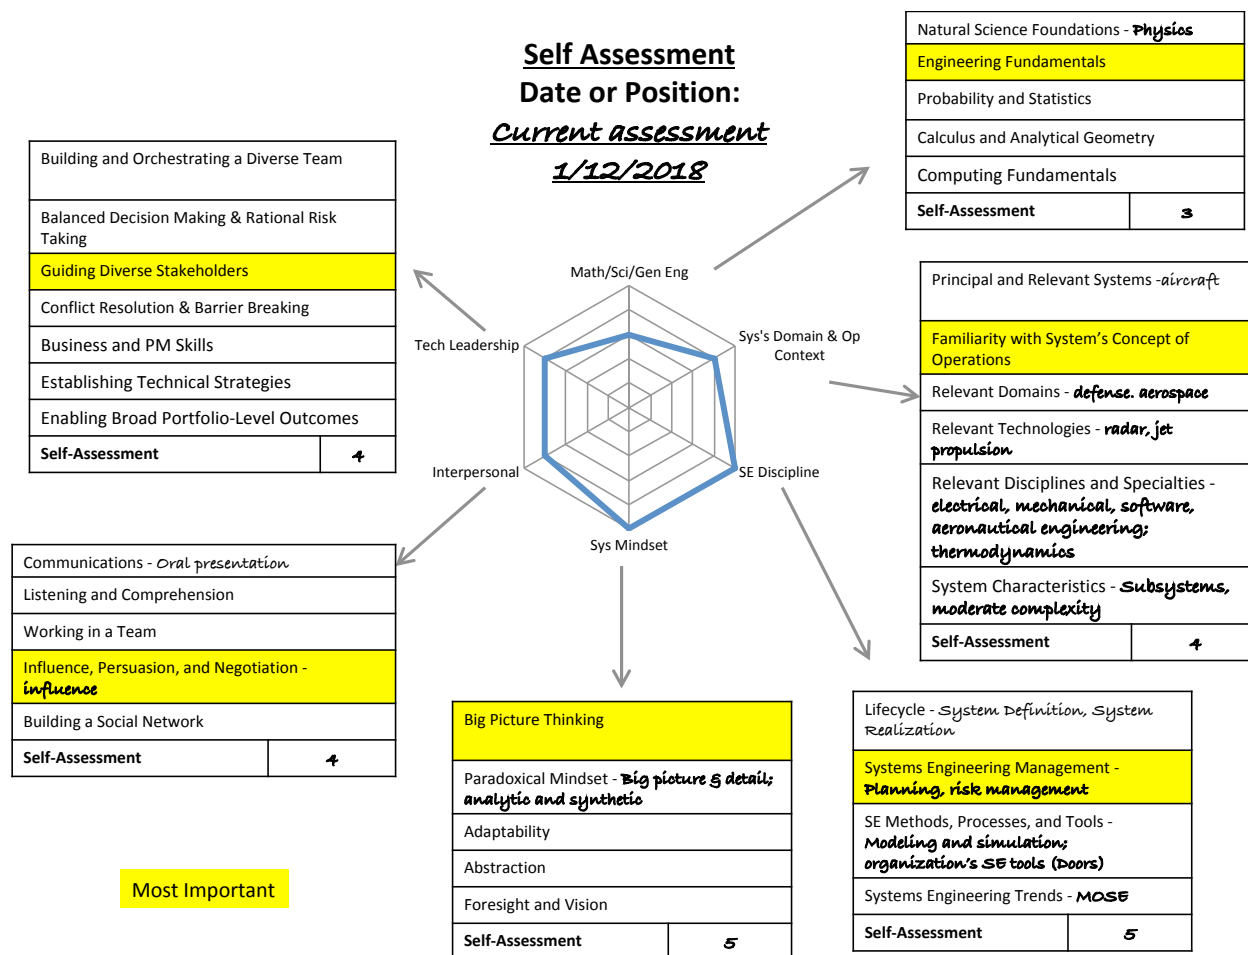 Self Assessment
Date or Position:
Current assessment
1/12/2018
Natural Science Foundations - Physics
Engineering Fundamentals
Probability and Statistics
Calculus and Analytical Geometry
Computing Fundamentals
Self-Assessment 3
Building and Orchestrating a Diverse Team
Balanced Decision Making & Rational Risk
Taking
Guiding Diverse Stakeholders
Conflict Resolution & Barrier Breaking
Business and PM Skills
Establishing Technical Strategies
Enabling Broad Portfolio-Level Outcomes
Self-Assessment 4
Math/Sci/Gen Eng
Tech Leadership
Sys's Domain & Op
Context
Interpersonal
SE Discipline
Sys Mindset
Principal and Relevant Systems -aircraft
Familiarity with System's Concept of
Operations
Relevant Domains - defense. aerospace
Relevant Technologies - radar, jet
propulsion
Relevant Disciplines and Specialties -
electrical, mechanical, software,
aeronautical engineering;
thermodynamics
System Characteristics - Subsystems,
moderate complexity
Self-Assessment 4
Communications - Oral presentation
Listening and Comprehension
Working in a Team
Influence, Persuasion, and Negotiation -
influence
Building a Social Network
Self-Assessment 4
Big Picture Thinking
Paradoxical Mindset - Big picture & detail;
analytic and synthetic
Adaptability
Abstraction
Foresight and Vision
Self-Assessment 5
Lifecycle - System Definition, System
Realization
Systems Engineering Management -
Planning, risk management
SE Methods, Processes, and Tools -
Modeling and simulation;
organization's SE tools (Doors)
Systems Engineering Trends - MOSE
Self-Assessment 5
Most Important